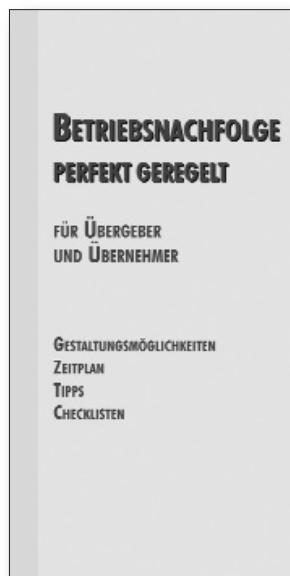 BETRIEBSNACHFOLGE
PERFEKT GEREGELT
FÜR ÜBERGEBER
UND ÜBERNEHMER
GESTALTUNGSMÖGLICHKEITEN
ZEITPLAN
TIPPS
CHECKLISTEN